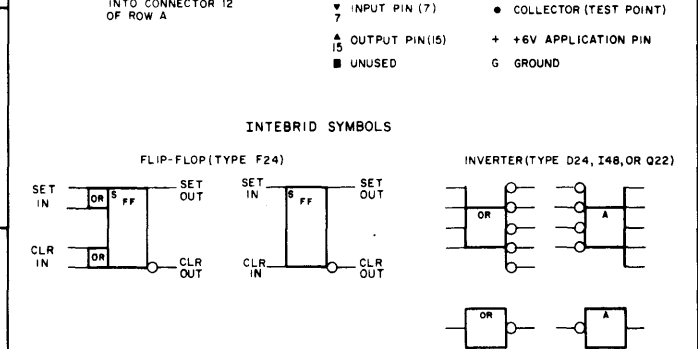 INTO CONNECTOR 12
OF ROW A
▼ INPUT PIN (7)
7
● COLLECTOR (TEST POINT)
▲ OUTPUT PIN (15)
15
+ +6V APPLICATION PIN
■ UNUSED
G GROUND
INTEBRID SYMBOLS
FLIP-FLOP (TYPE F24)
INVERTER (TYPE D24, I48, OR Q22)
SET IN
OR
S FF
SET OUT
CLR IN
OR
CLR OUT
SET IN
S FF
SET OUT
CLR IN
CLR OUT
OR
A
OR
A